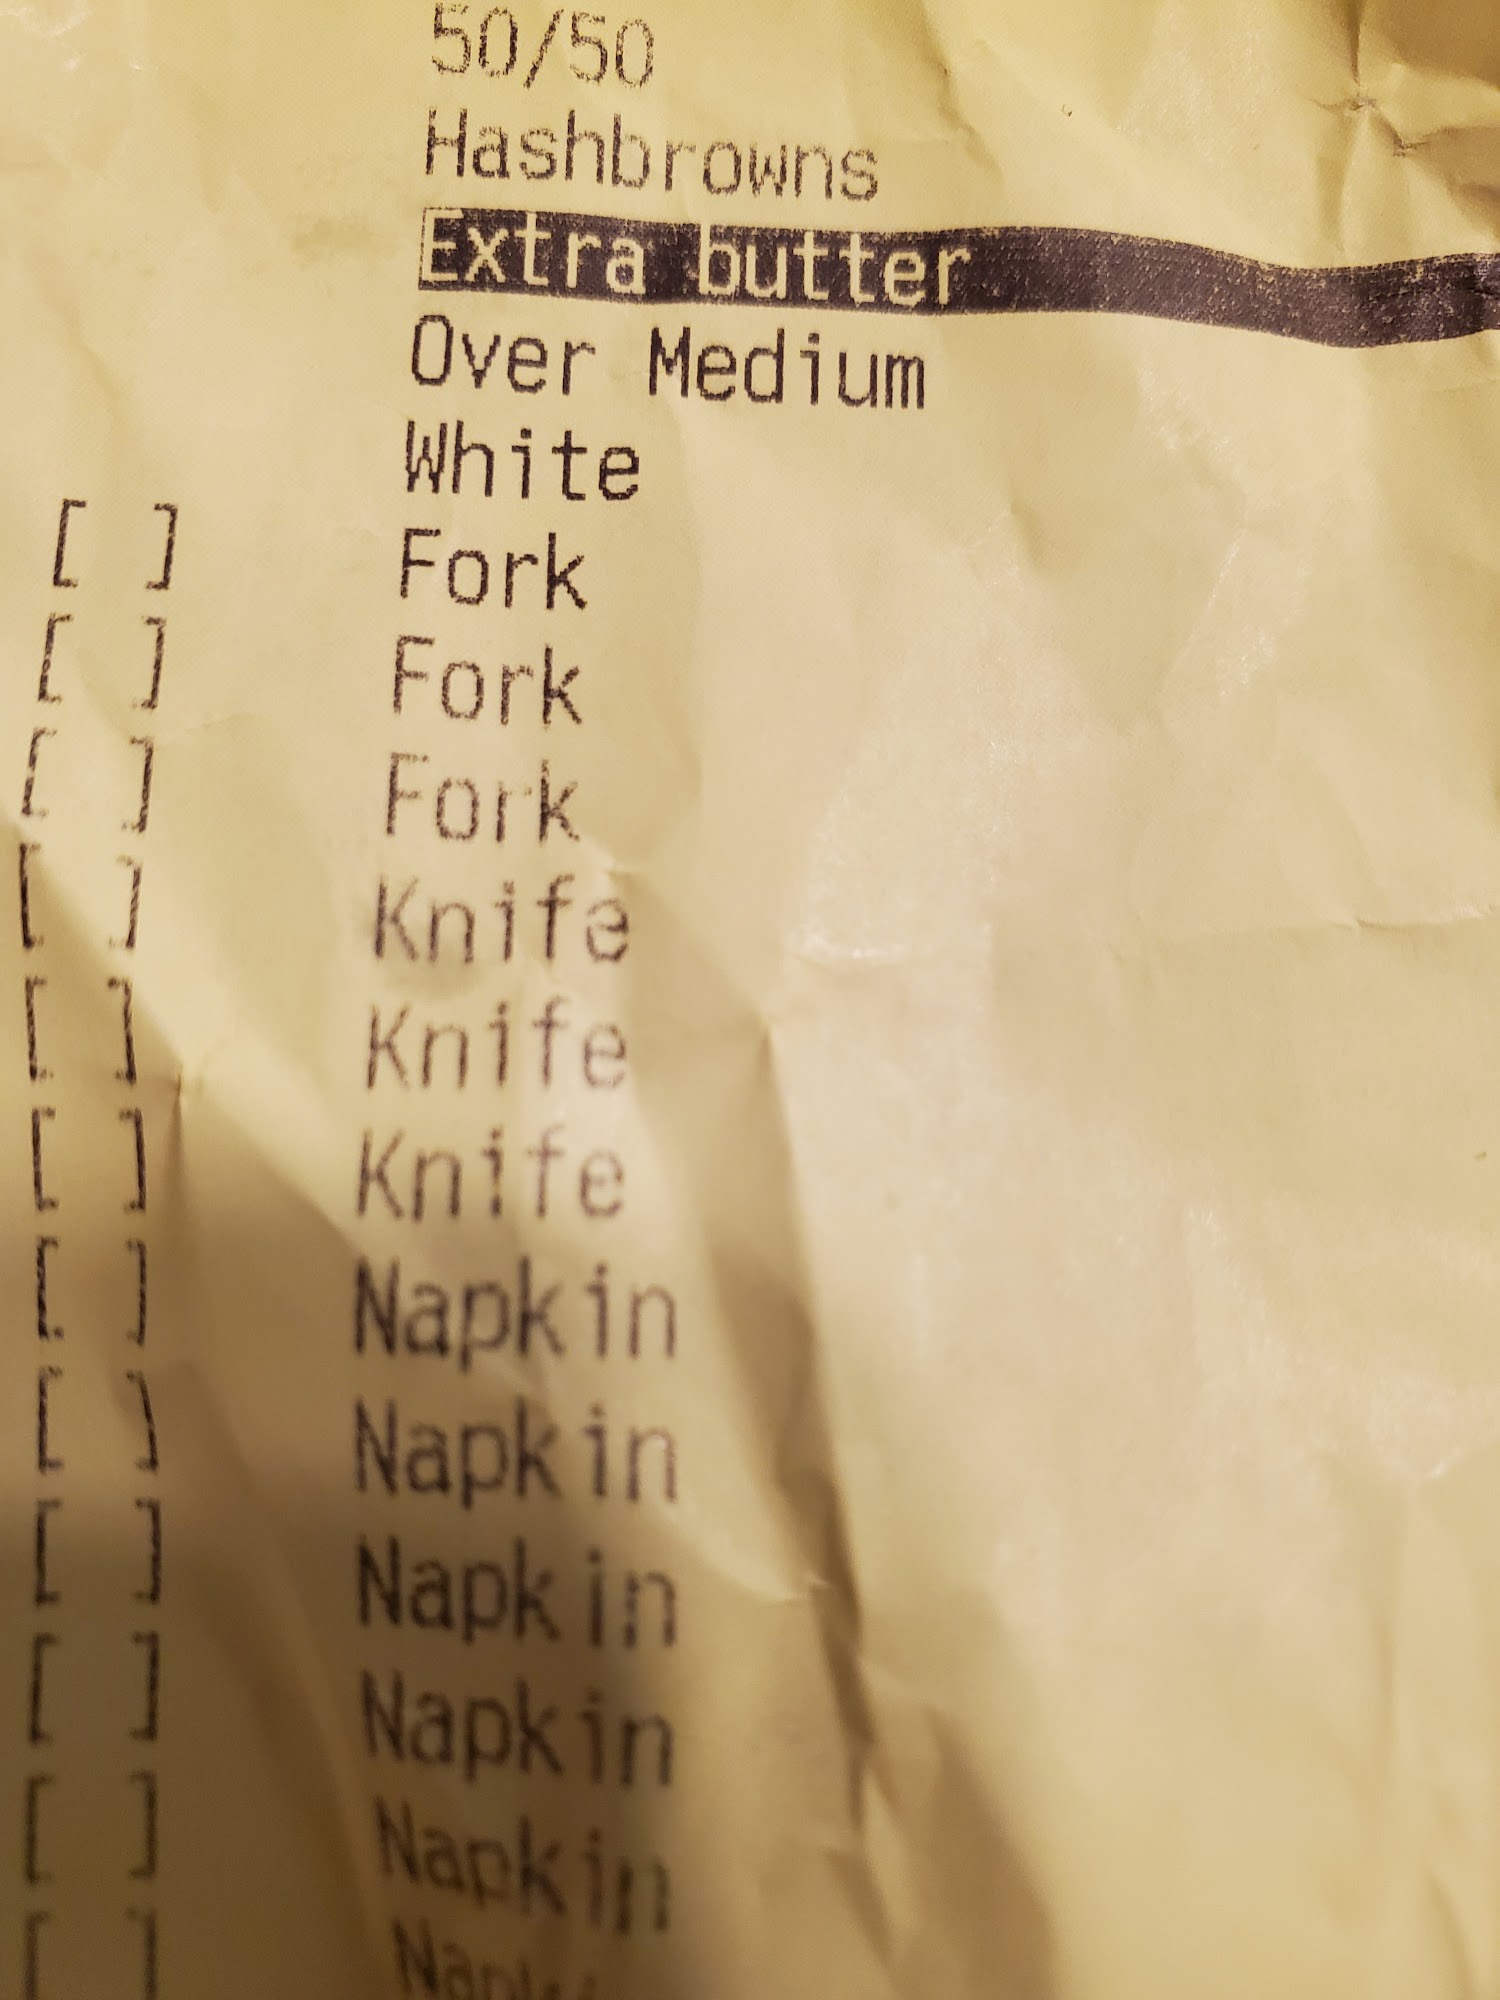 50/50
Hashbrowns
Extra butter
Over Medium
White
[ ] Fork
[ ] Fork
[ ] Fork
[ ] Knife
[ ] Knife
[ ] Knife
[ ] Napkin
[ ] Napkin
[ ] Napkin
[ ] Napkin
[ ] Napkin
[ ] Napkin